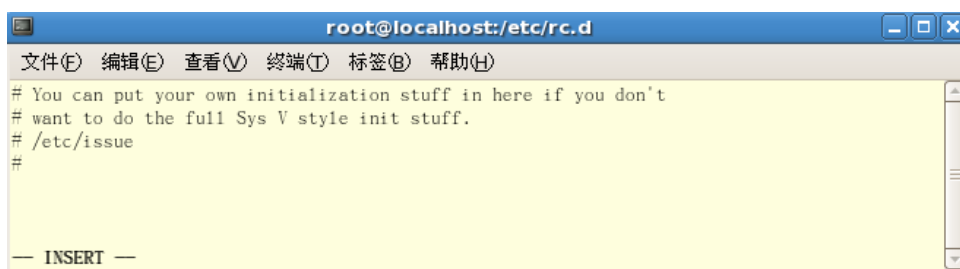 root@localhost:/etc/rc.d
文件(F) 编辑(E) 查看(V) 终端(T) 标签(B) 帮助(H)
# You can put your own initialization stuff in here if you don't
# want to do the full Sys V style init stuff.
# /etc/issue
#
-- INSERT --